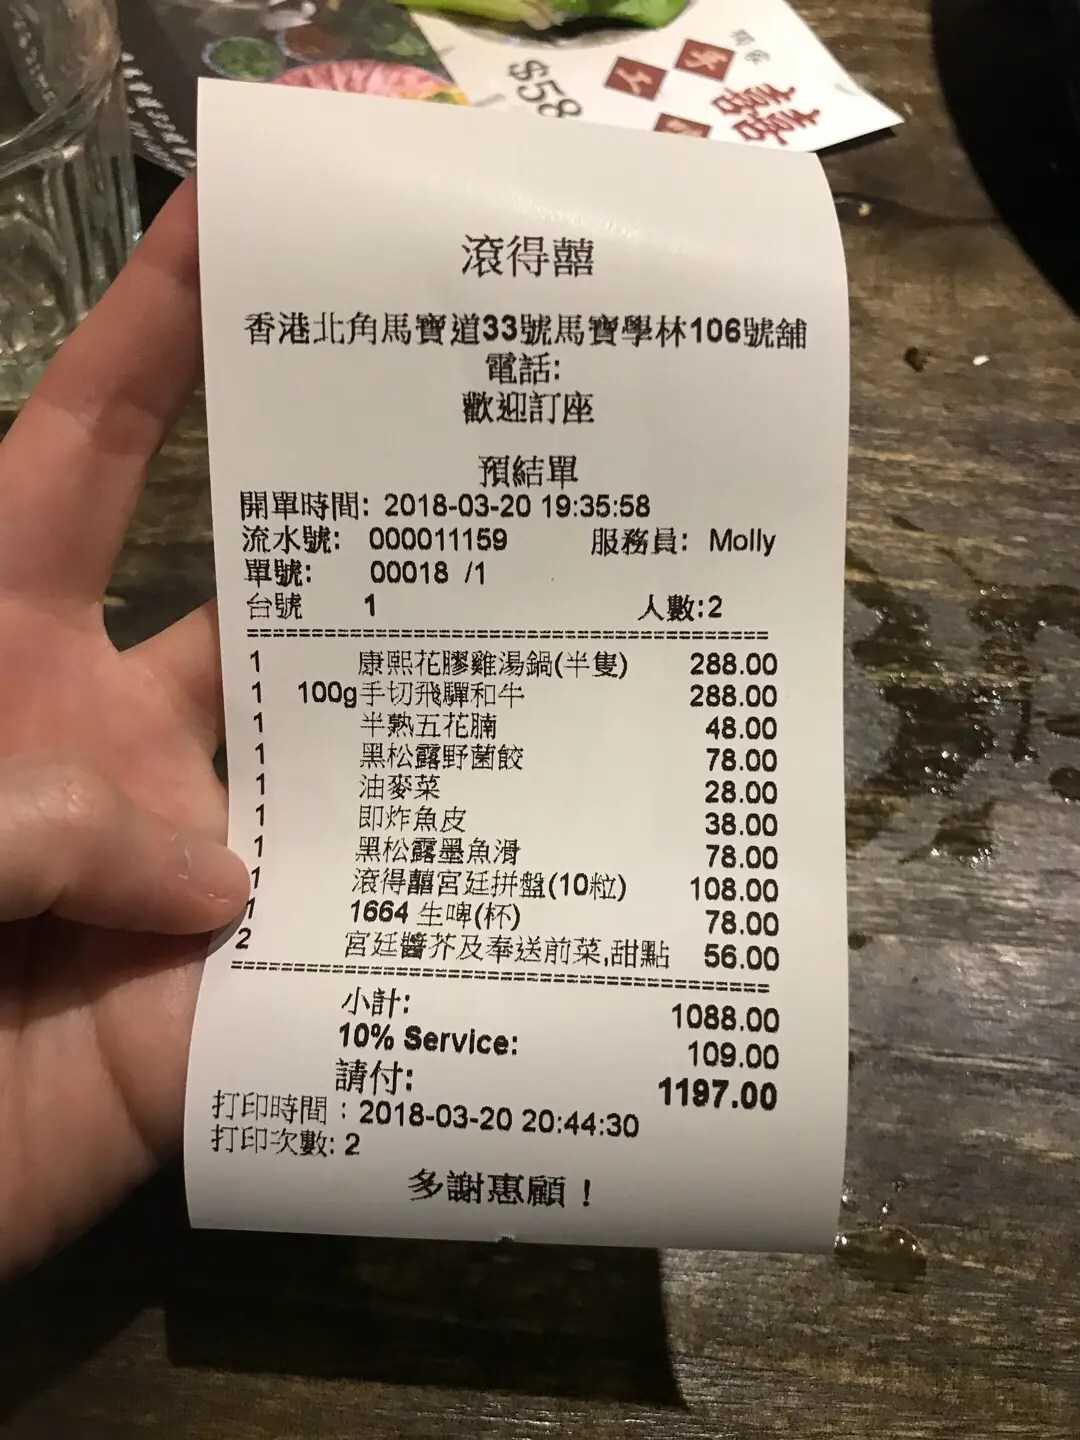 $58
滾得囍
香港北角馬寶道33號馬寶學林106號舖
電話:
歡迎訂座
預結單
開單時間: 2018-03-20 19:35:58
流水號: 000011159 服務員: Molly
單號: 00018 /1
台號 1 人數:2
1 康熙花膠雞湯鍋(半隻) 288.00
1 100g手切飛驒和牛 288.00
1 半熟五花腩 48.00
1 黑松露野菌餃 78.00
1 油麥菜 28.00
1 即炸魚皮 38.00
1 黑松露墨魚滑 78.00
1 滾得囍宮廷拼盤(10粒) 108.00
1 1664 生啤(杯) 78.00
2 宮廷醬芥及奉送前菜,甜點 56.00
小計: 1088.00
10% Service: 109.00
請付: 1197.00
打印時間：2018-03-20 20:44:30
打印次數: 2
多謝惠顧！